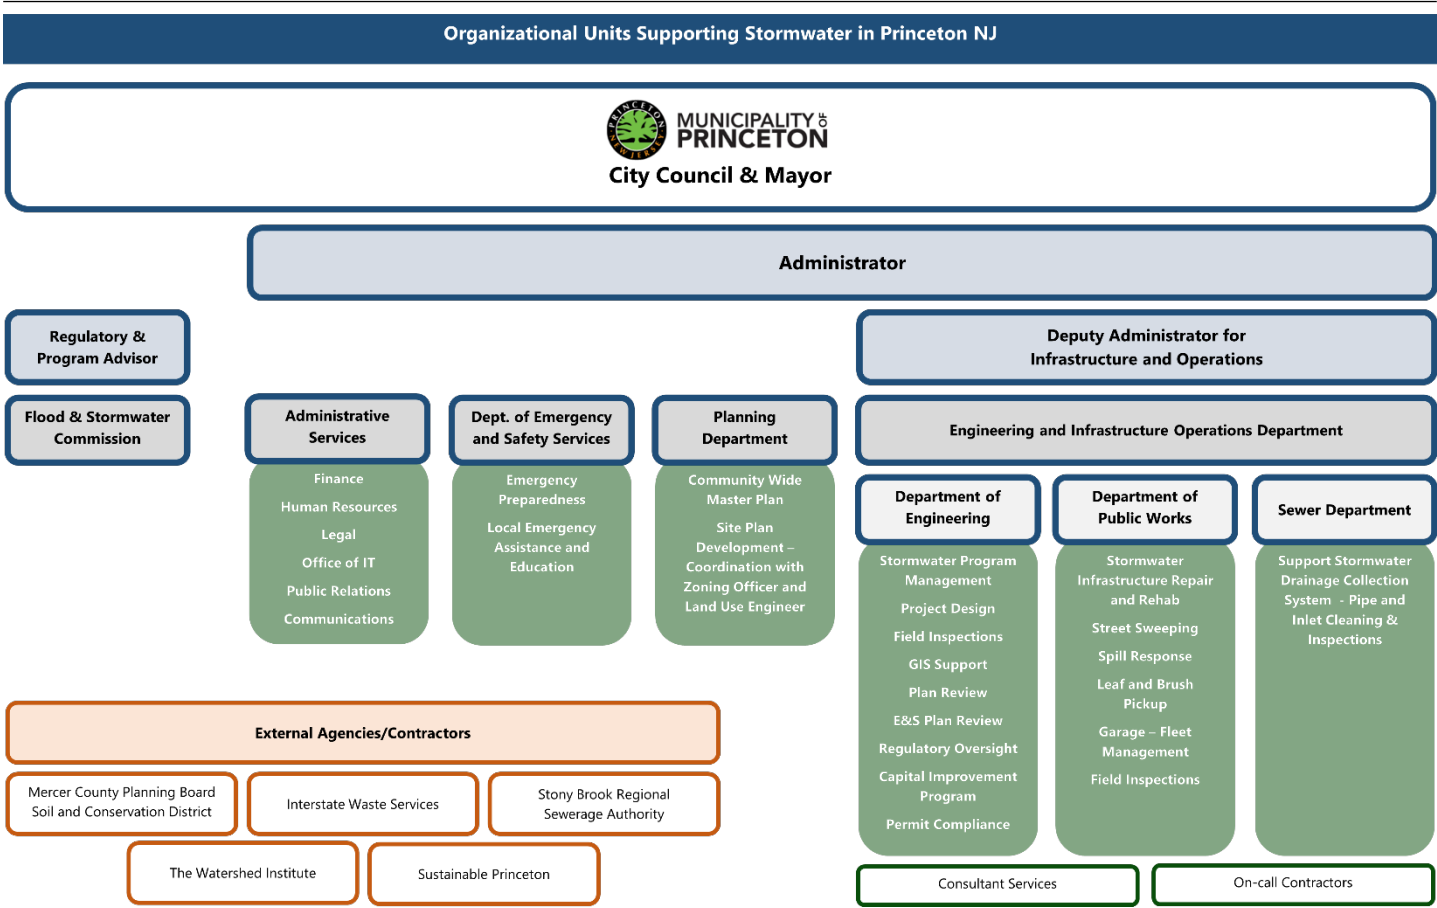 Organizational Units Supporting Stormwater in Princeton NJ
PRINCETON
NEW JERSEY
MUNICIPALITY OF
PRINCETON
City Council & Mayor
Administrator
Regulatory &
Program Advisor
Deputy Administrator for
Infrastructure and Operations
Flood & Stormwater
Commission
Administrative
Services
Finance
Human Resources
Legal
Office of IT
Public Relations
Communications
Dept. of Emergency
and Safety Services
Emergency
Preparedness
Local Emergency
Assistance and
Education
Planning
Department
Community Wide
Master Plan
Site Plan
Development –
Coordination with
Zoning Officer and
Land Use Engineer
Engineering and Infrastructure Operations Department
Department of
Engineering
Stormwater Program
Management
Project Design
Field Inspections
GIS Support
Plan Review
E&S Plan Review
Regulatory Oversight
Capital Improvement
Program
Permit Compliance
Department of
Public Works
Stormwater
Infrastructure Repair
and Rehab
Street Sweeping
Spill Response
Leaf and Brush
Pickup
Garage – Fleet
Management
Field Inspections
Sewer Department
Support Stormwater
Drainage Collection
System - Pipe and
Inlet Cleaning &
Inspections
External Agencies/Contractors
Mercer County Planning Board
Soil and Conservation District
Interstate Waste Services
Stony Brook Regional
Sewerage Authority
The Watershed Institute
Sustainable Princeton
Consultant Services
On-call Contractors